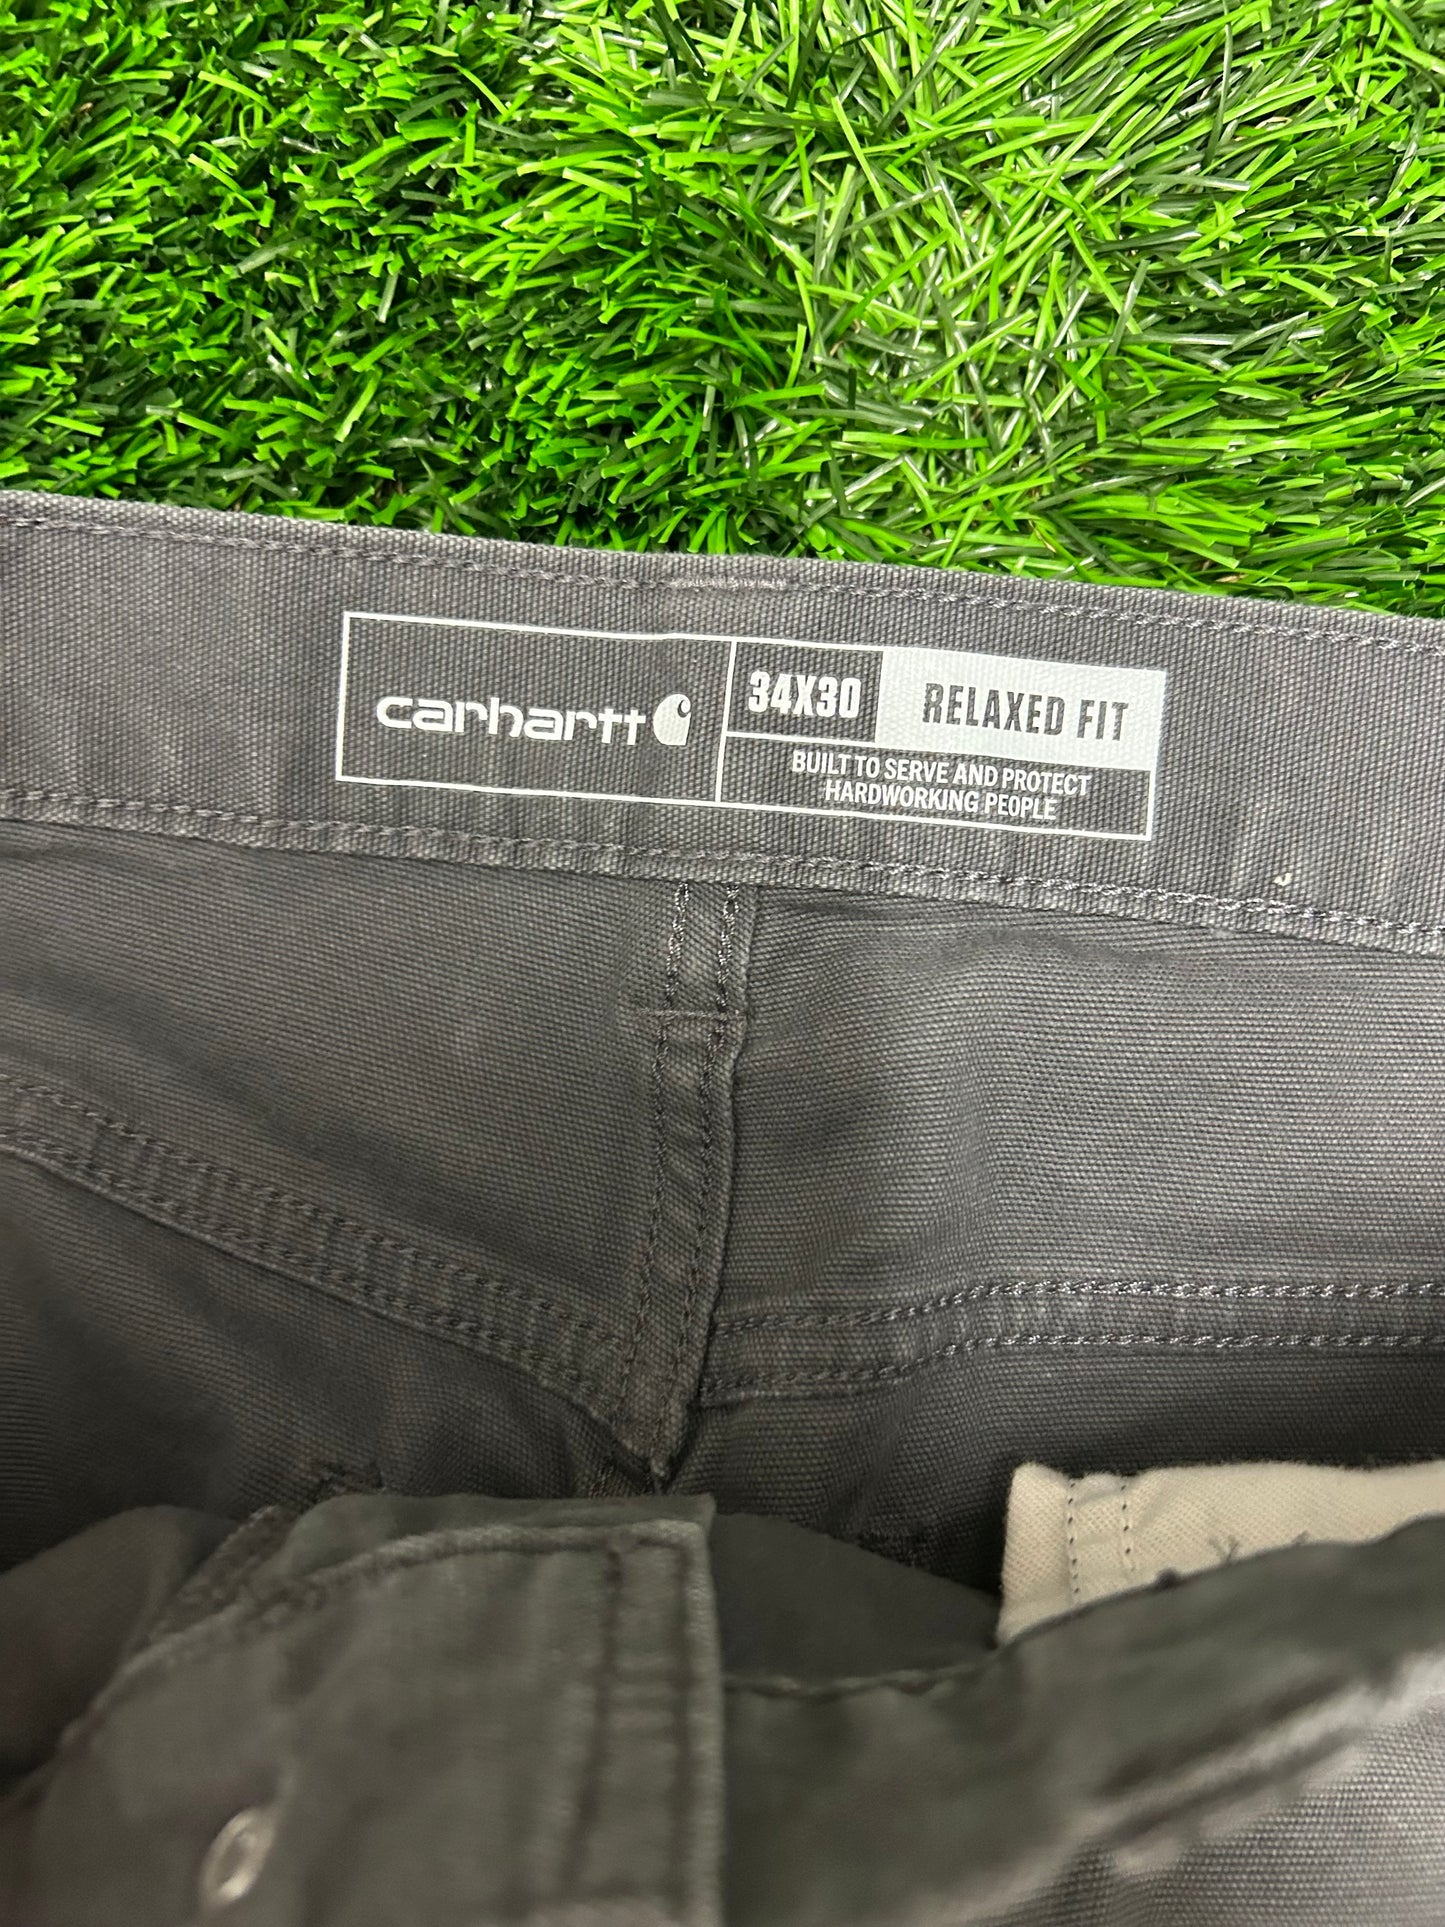 carhartt
34X30
RELAXED FIT
BUILT TO SERVE AND PROTECT
HARDWORKING PEOPLE